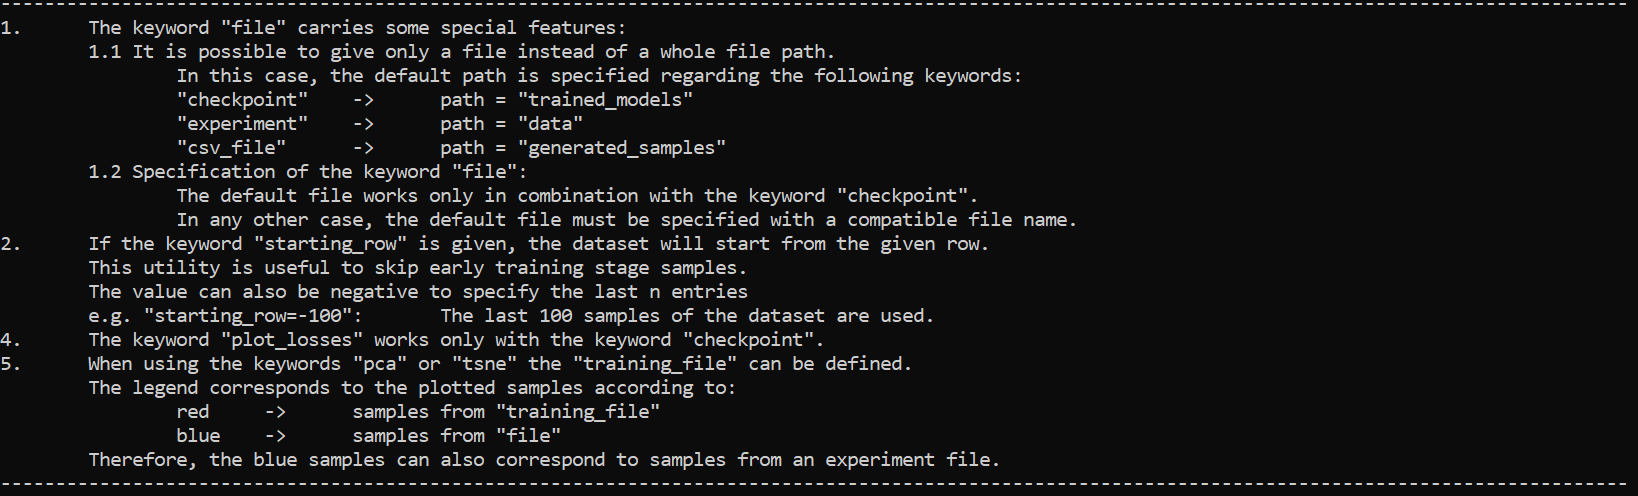 --------------------------------------------------------------------------------------------------------------------------------------------------------------------
1.	The keyword "file" carries some special features:
	1.1 It is possible to give only a file instead of a whole file path.
		In this case, the default path is specified regarding the following keywords:
		"checkpoint"	->	path = "trained_models"
		"experiment"	->	path = "data"
		"csv_file"	->	path = "generated_samples"
	1.2 Specification of the keyword "file":
		The default file works only in combination with the keyword "checkpoint".
		In any other case, the default file must be specified with a compatible file name.
2.	If the keyword "starting_row" is given, the dataset will start from the given row.
	This utility is useful to skip early training stage samples.
	The value can also be negative to specify the last n entries
	e.g. "starting_row=-100":	The last 100 samples of the dataset are used.
4.	The keyword "plot_losses" works only with the keyword "checkpoint".
5.	When using the keywords "pca" or "tsne" the "training_file" can be defined.
	The legend corresponds to the plotted samples according to:
		red	->	samples from "training_file"
		blue	->	samples from "file"
	Therefore, the blue samples can also correspond to samples from an experiment file.
--------------------------------------------------------------------------------------------------------------------------------------------------------------------